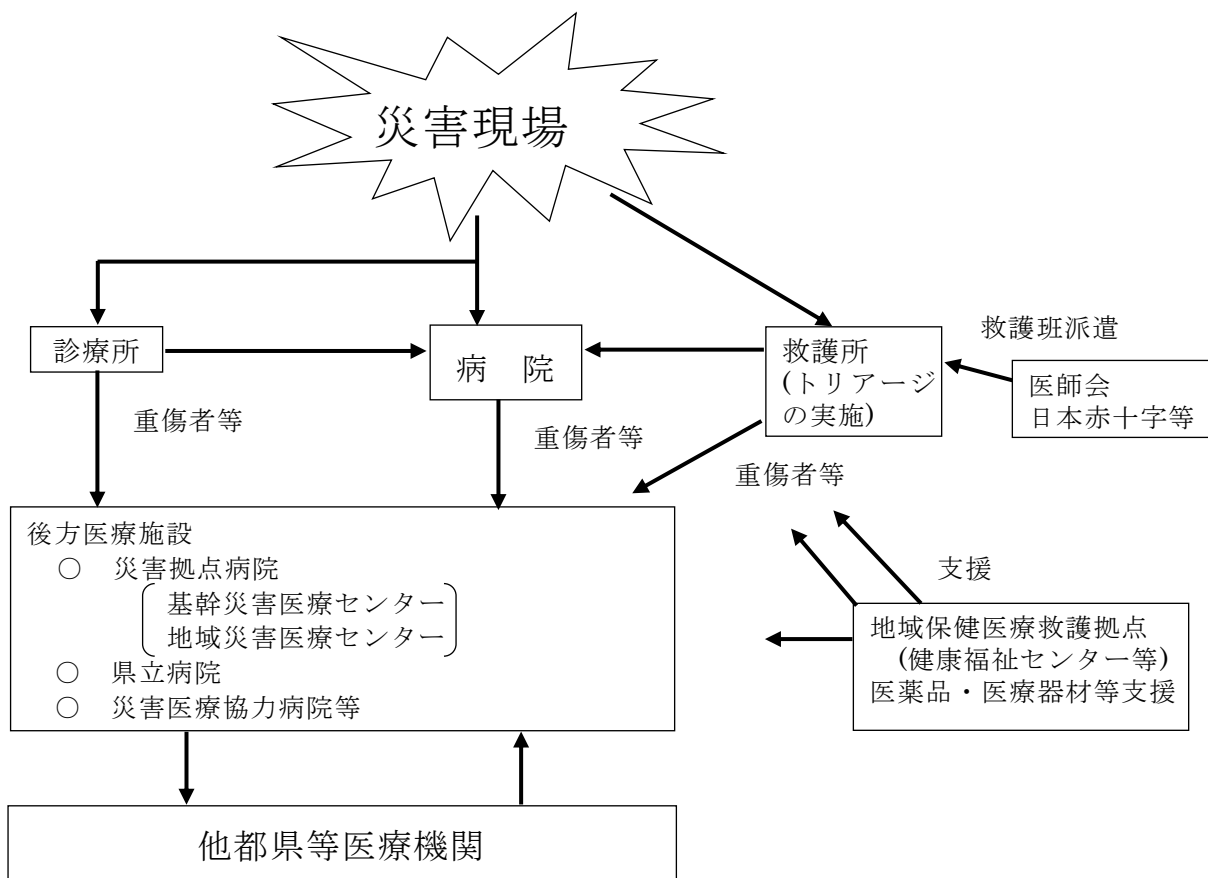 災害現場
診療所
病　院
救護所
(トリアージ
の実施)
救護班派遣
医師会
日本赤十字等
重傷者等
重傷者等
重傷者等
後方医療施設
○　災害拠点病院
基幹災害医療センター
地域災害医療センター
○　県立病院
○　災害医療協力病院等
支援
地域保健医療救護拠点
(健康福祉センター等)
医薬品・医療器材等支援
他都県等医療機関